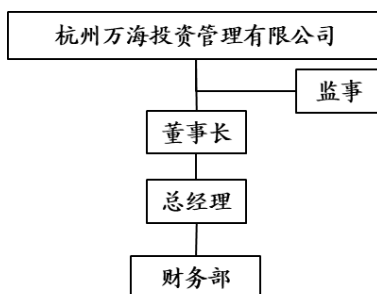 杭州万海投资管理有限公司
监事
董事长
总经理
财务部